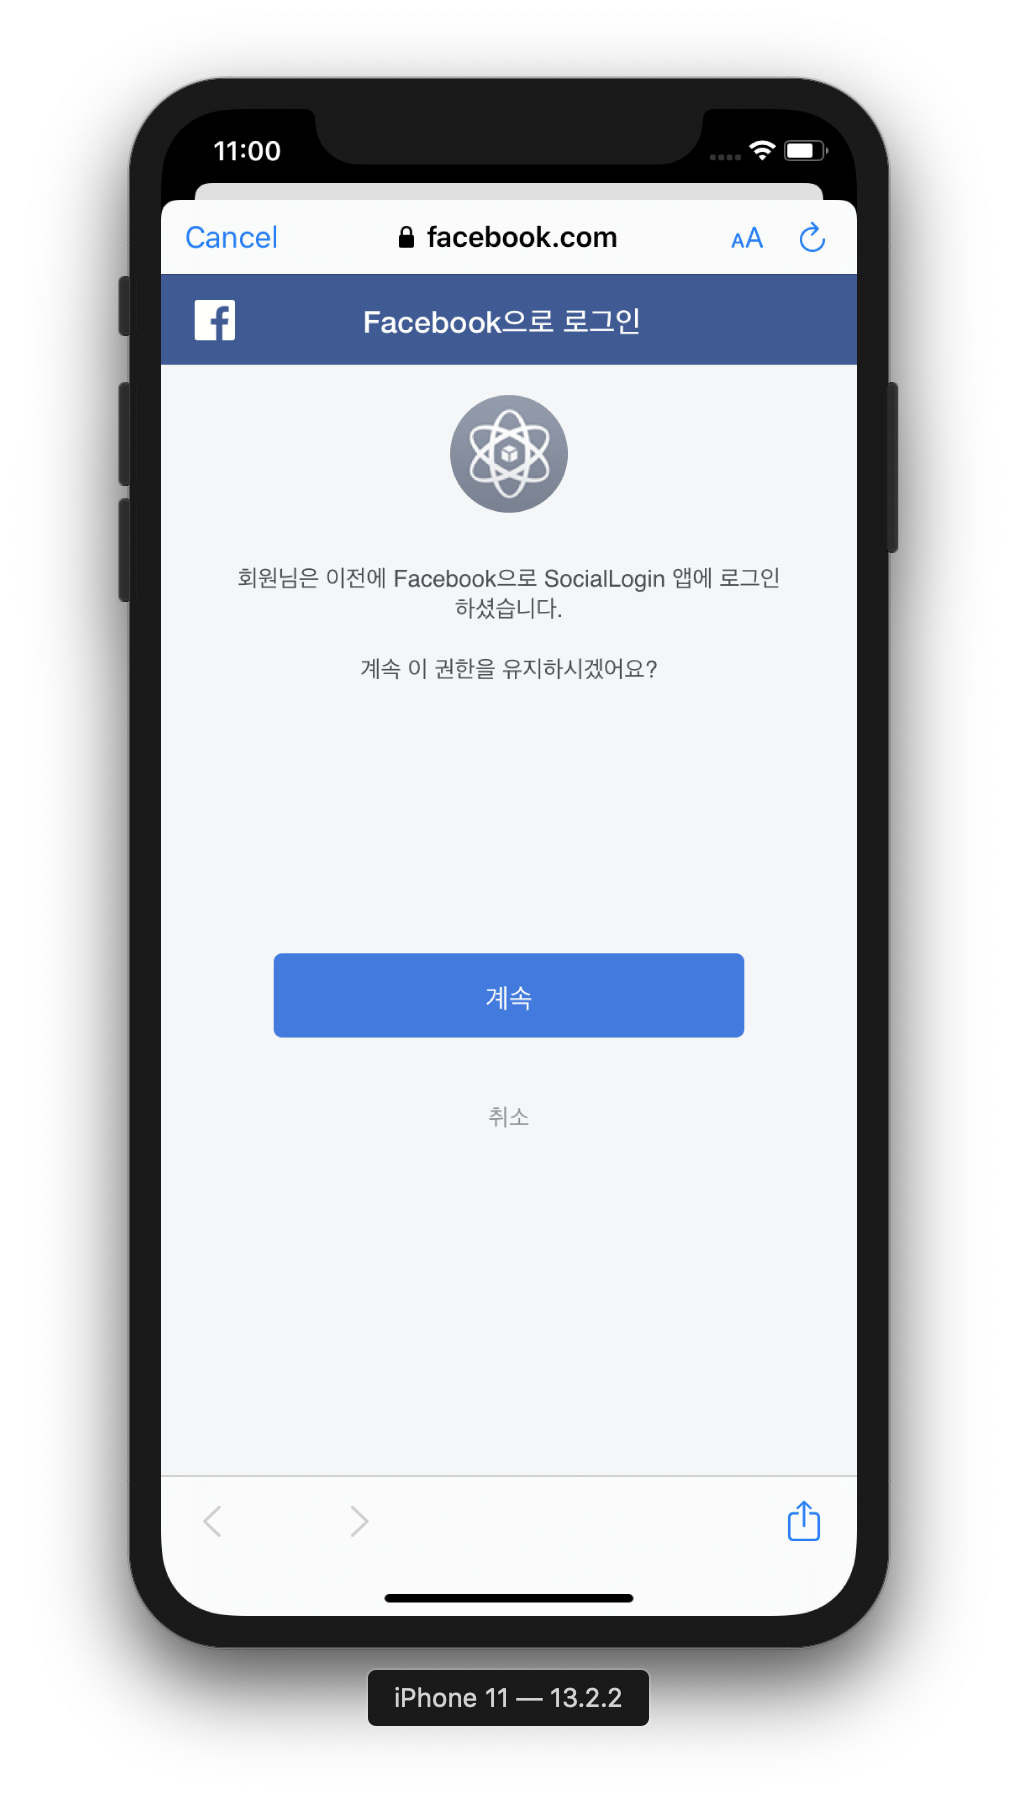 11:00
Cancel
facebook.com
AA
Facebook으로 로그인
회원님은 이전에 Facebook으로 SocialLogin 앱에 로그인
하셨습니다.
계속 이 권한을 유지하시겠어요?
계속
취소
iPhone 11 — 13.2.2